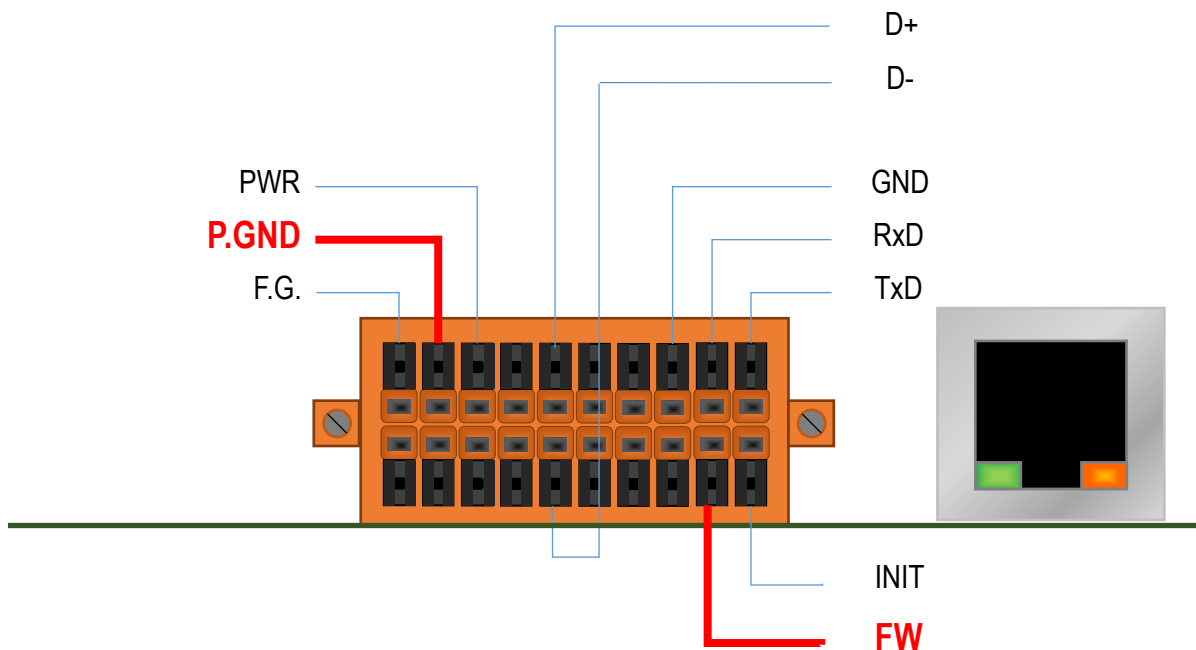 D+
D-
PWR
GND
P.GND
RxD
F.G.
TxD
INIT
FW